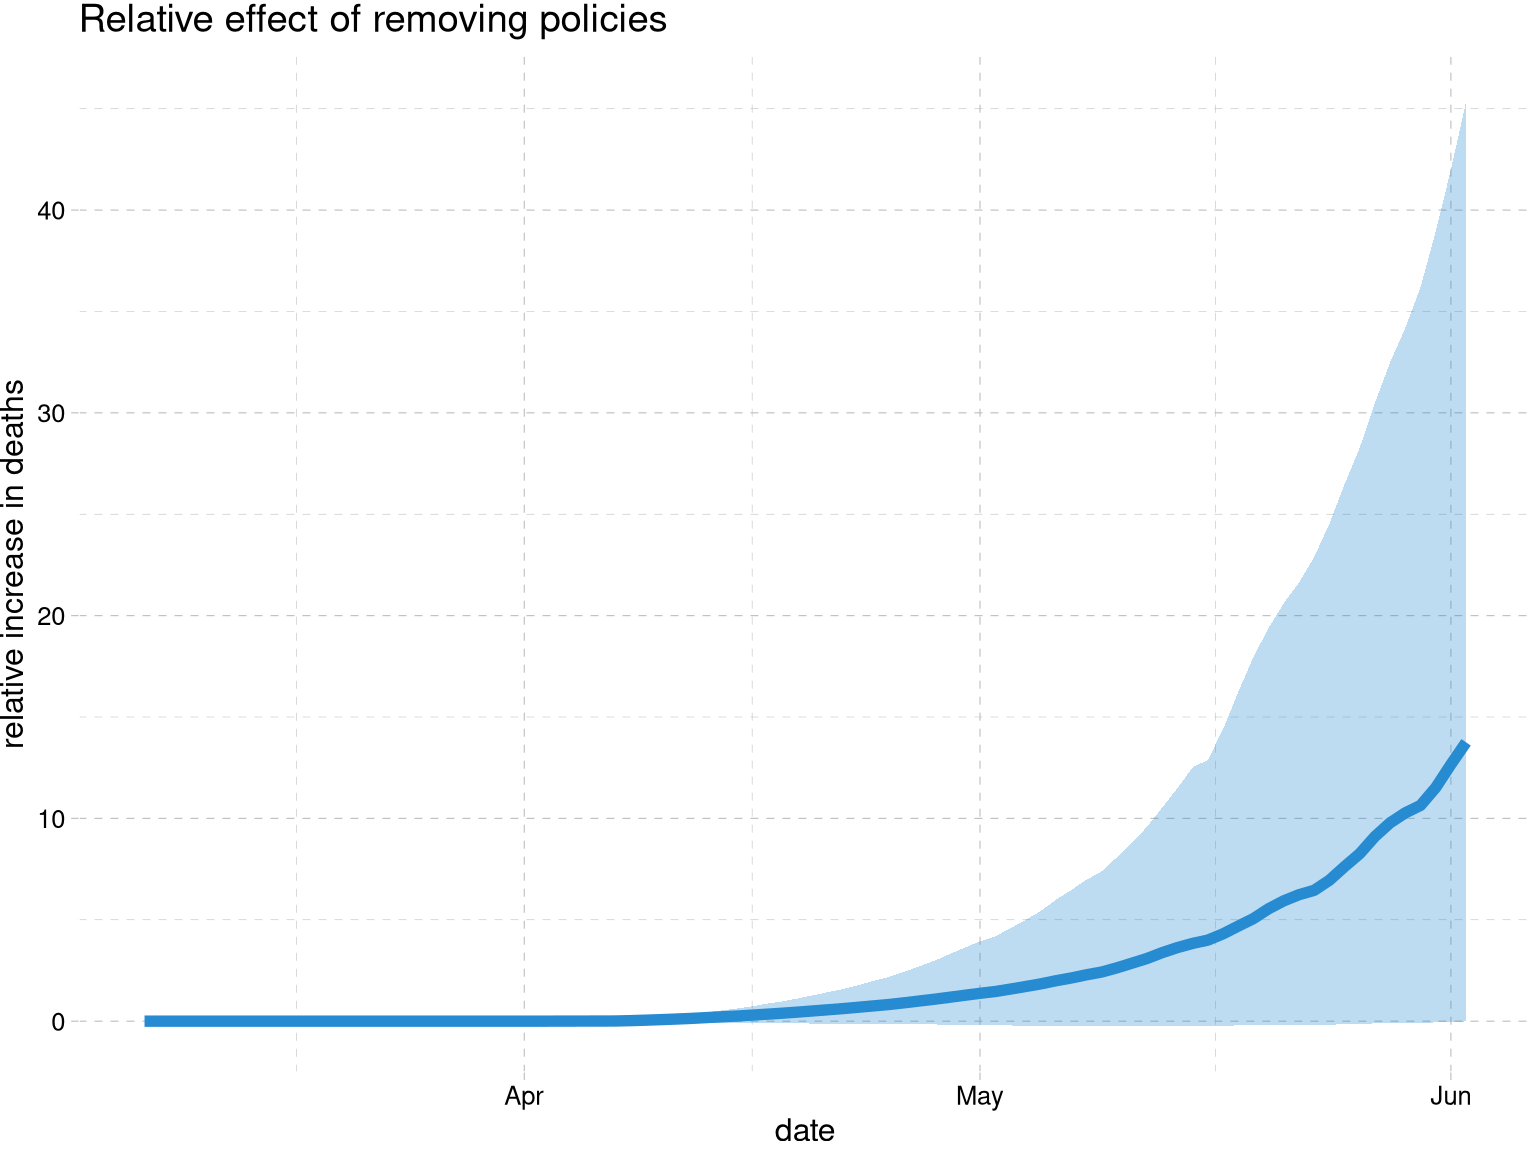 Relative effect of removing policies
relative increase in deaths
40
30
20
10
0
Apr
May
Jun
date